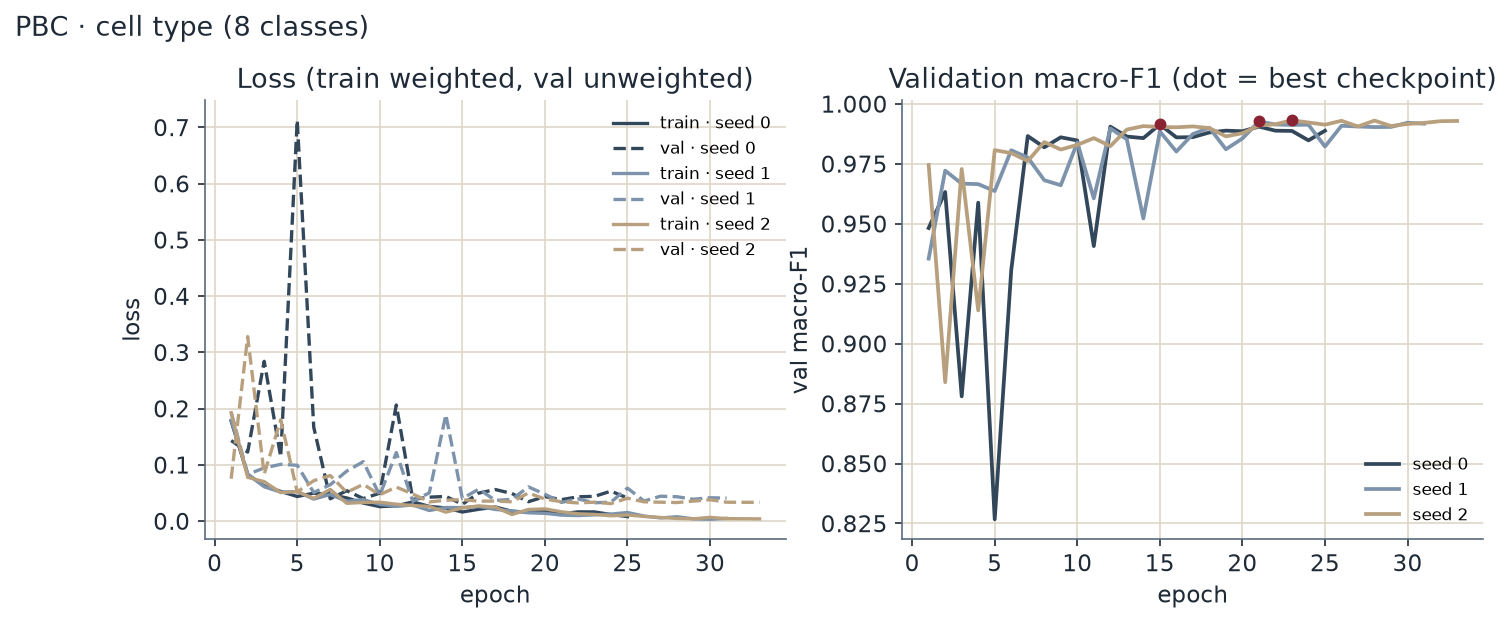 PBC · cell type (8 classes)
Loss (train weighted, val unweighted)
0.7
0.6
0.5
0.4
0.3
0.2
0.1
0.0
loss
0 5 10 15 20 25 30
epoch
train · seed 0
val · seed 0
train · seed 1
val · seed 1
train · seed 2
val · seed 2
Validation macro-F1 (dot = best checkpoint)
1.000
0.975
0.950
0.925
0.900
0.875
0.850
0.825
val macro-F1
0 5 10 15 20 25 30
epoch
seed 0
seed 1
seed 2